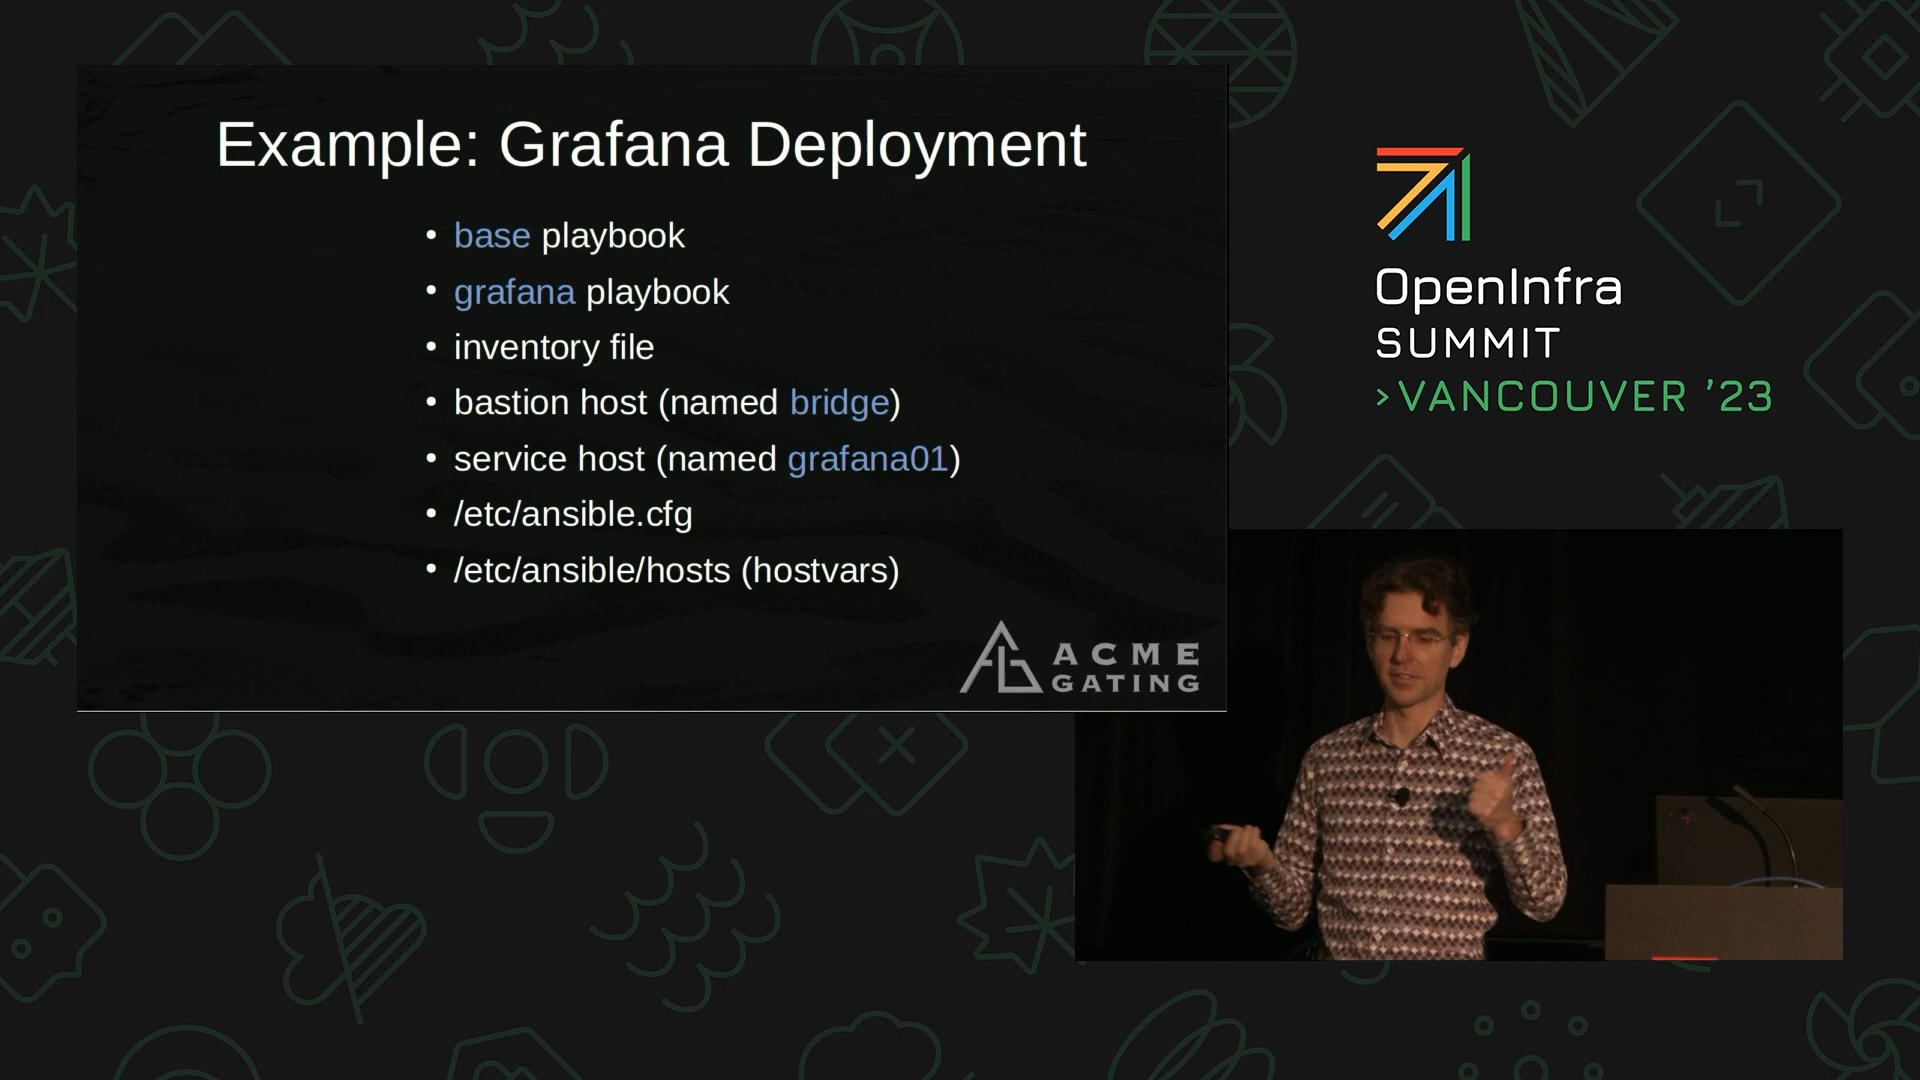 Example: Grafana Deployment
• base playbook
• grafana playbook
• inventory file
• bastion host (named bridge)
• service host (named grafana01)
• /etc/ansible.cfg
• /etc/ansible/hosts (hostvars)
ACME
GATING
OpenInfra
SUMMIT
>VANCOUVER ’23